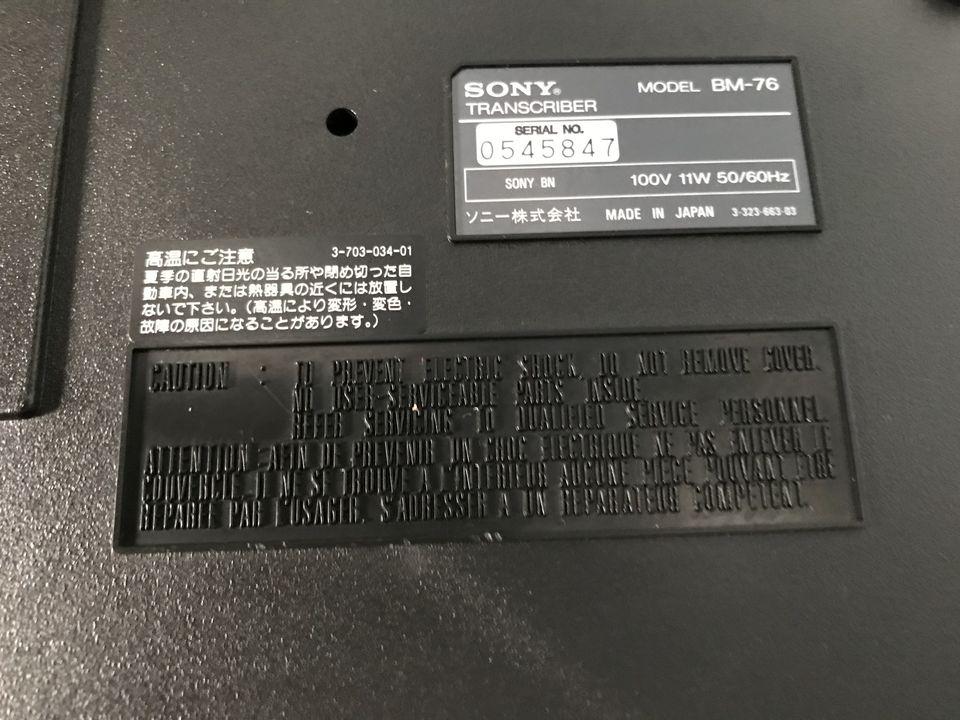 SONY® MODEL BM-76
TRANSCRIBER
SERIAL NO.
0545847
SONY BN 100V 11W 50/60Hz
ソニー株式会社 MADE IN JAPAN 3-323-663-03
高温にご注意 3-703-034-01
夏季の直射日光の当る所や閉め切った自
動車内、または熱器具の近くには放置し
ないで下さい。(高温により変形・変色・
故障の原因になることがあります。)
CAUTION : TO PREVENT ELECTRIC SHOCK, DO NOT REMOVE COVER.
NO USER-SERVICEABLE PARTS INSIDE.
REFER SERVICING TO QUALIFIED SERVICE PERSONNEL.
ATTENTION : AFIN DE PREVENIR UN CHOC ELECTRIQUE NE PAS ENLEVER LE
COUVERCLE. IL NE SE TROUVE A L'INTERIEUR AUCUNE PIECE POUVANT ETRE
REPAREE PAR L'USAGER. S'ADRESSER A UN REPARATEUR COMPETENT.